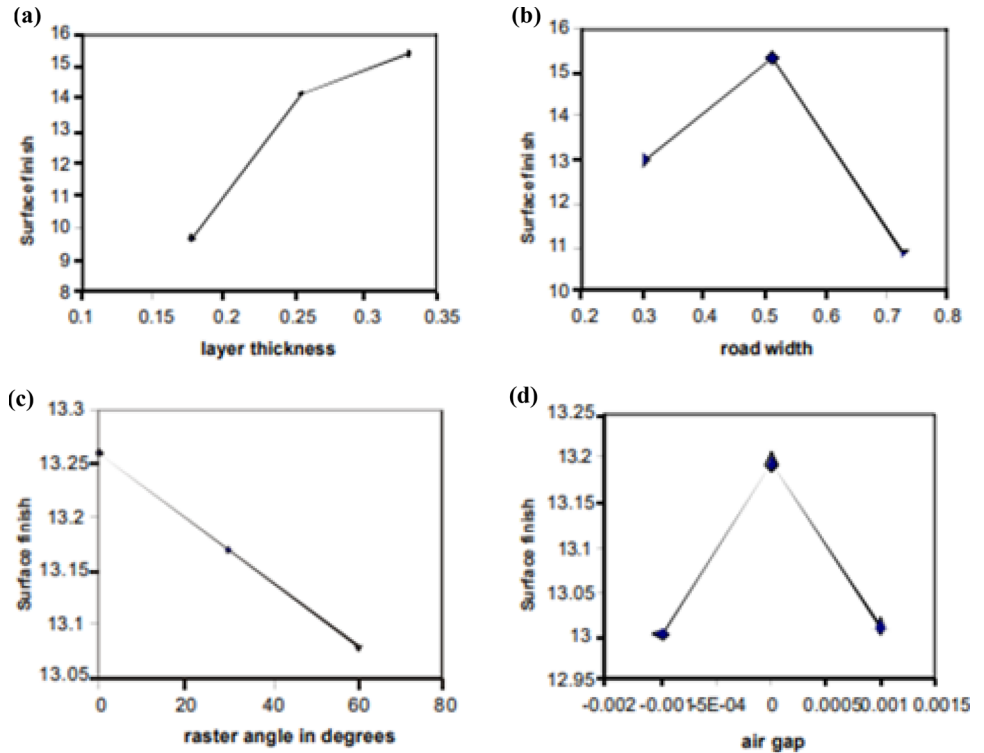 (a)
16
15
14
13
12
11
10
9
8
Surface finish
0.1 0.15 0.2 0.25 0.3 0.35
layer thickness
(b)
16
15
14
13
12
11
10
Surface finish
0.2 0.3 0.4 0.5 0.6 0.7 0.8
road width
(c)
13.3
13.25
13.2
13.15
13.1
13.05
Surface finish
0 20 40 60 80
raster angle in degrees
(d)
13.25
13.2
13.15
13.1
13.05
13
12.95
Surface finish
-0.002 -0.001-5E-04 0 0.00050.001 0.0015
air gap